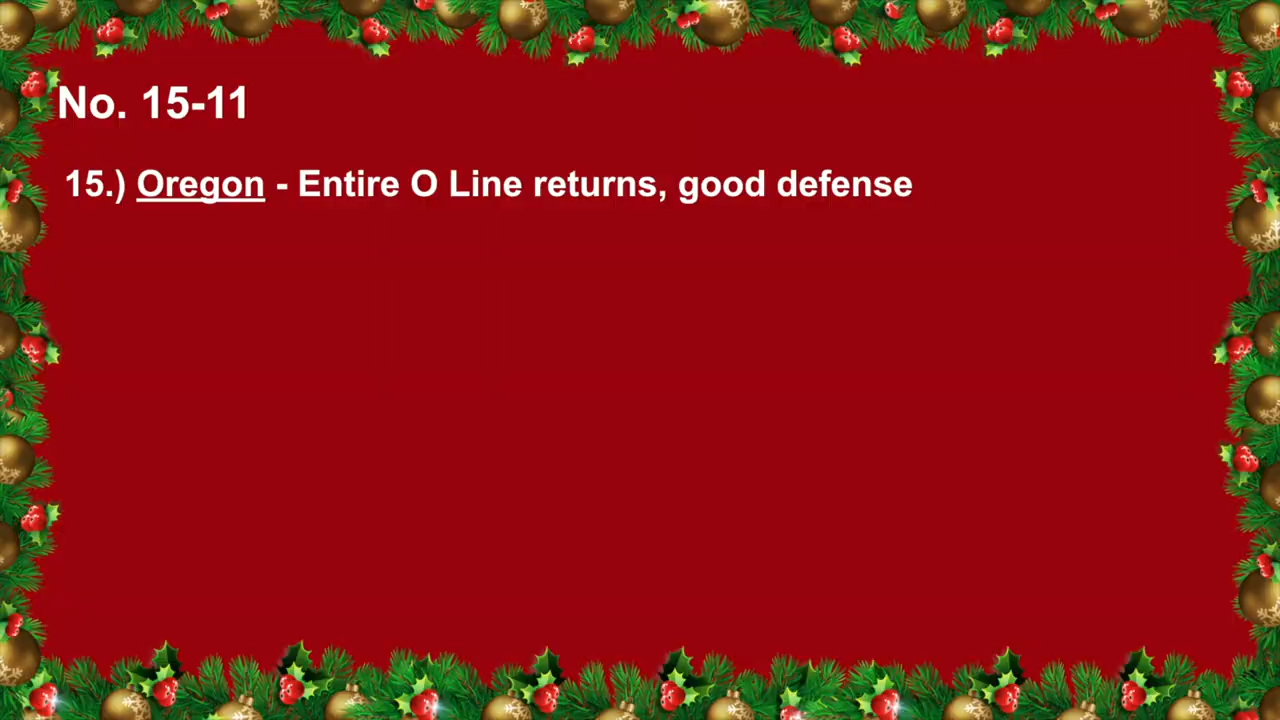 No. 15-11
15.) Oregon - Entire O Line returns, good defense